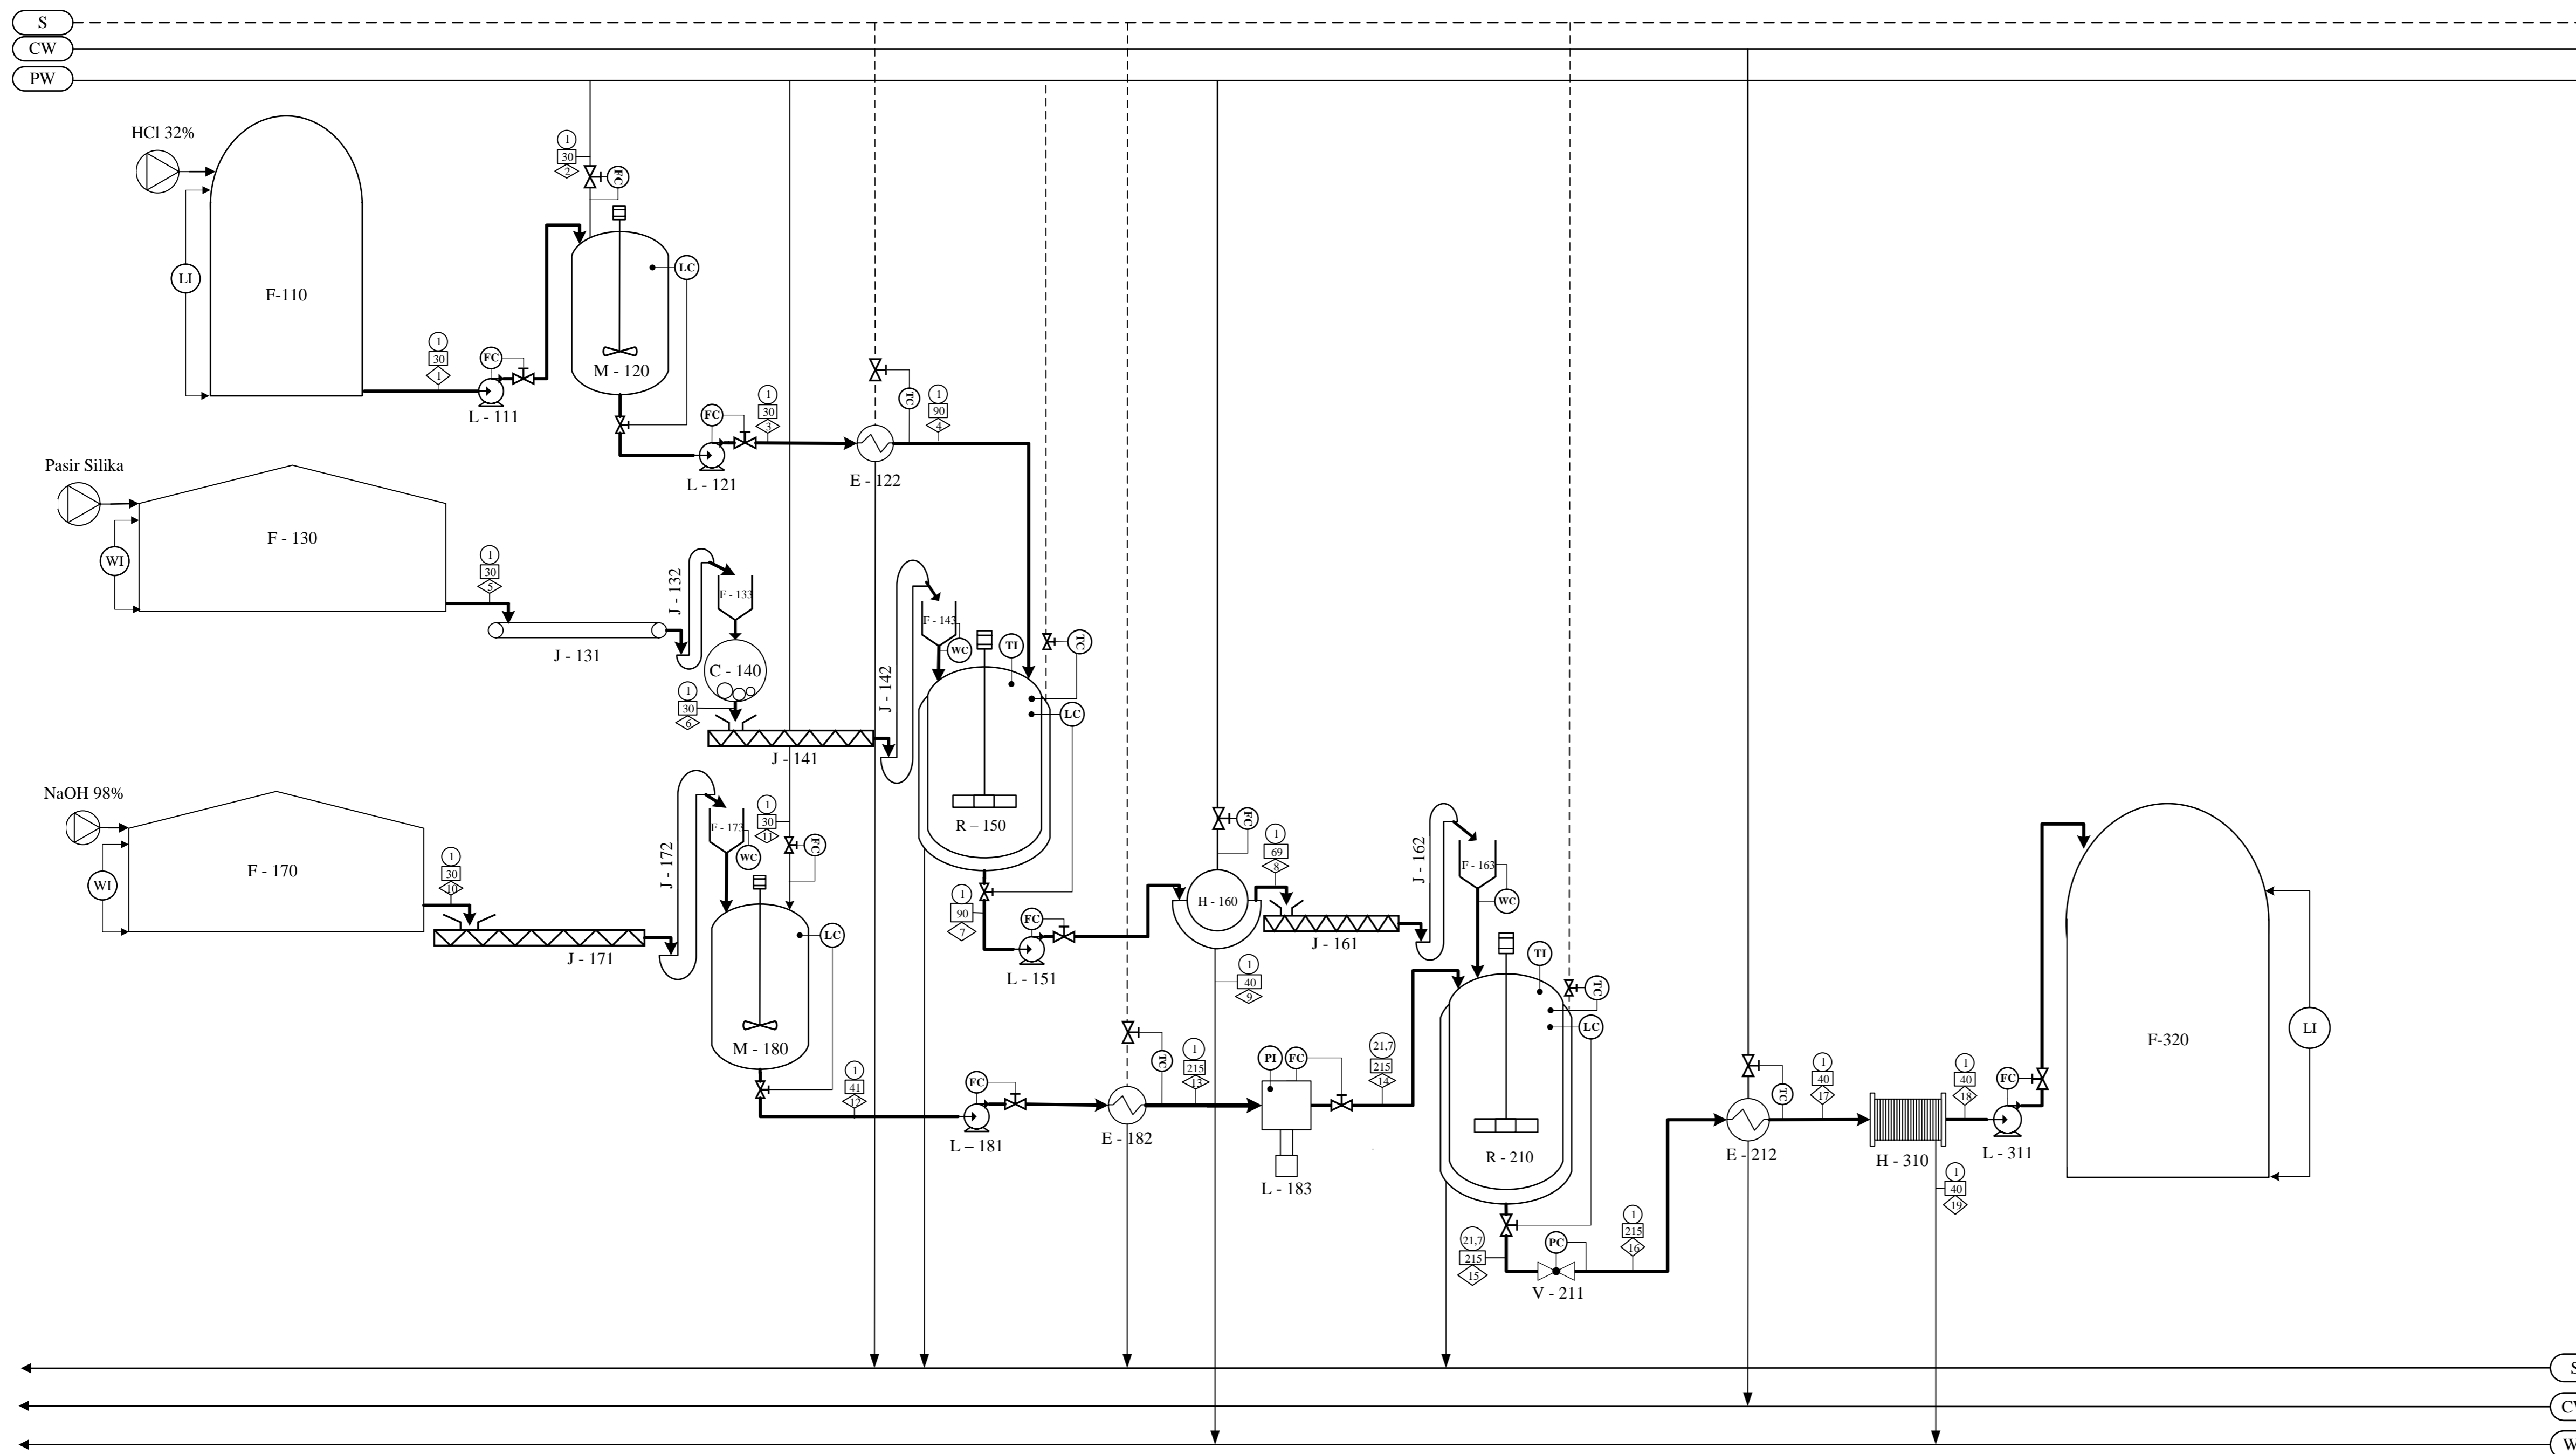 S
CW
PW
HCl 32%
F-110
LI
1
30
1
FC
L - 111
1
30
2
FC
LC
M - 120
FC
L - 121
1
30
3
TC
1
90
4
E - 122
Pasir Silika
F - 130
WI
1
30
5
J - 131
J - 132
F - 133
C - 140
1
30
6
J - 141
J - 142
F - 143
WC
TI
TC
LC
R – 150
1
90
7
FC
L - 151
NaOH 98%
F - 170
WI
1
30
10
J - 171
J - 172
F - 173
WC
1
30
11
FC
LC
M - 180
1
41
12
FC
L – 181
TC
E - 182
1
215
13
PI
FC
L - 183
21,7
215
14
FC
H - 160
1
69
8
1
40
9
J - 161
J - 162
F - 163
WC
TI
TC
LC
R - 210
21,7
215
15
PC
V - 211
1
215
16
TC
E - 212
1
40
17
H - 310
1
40
18
1
40
19
FC
L - 311
F-320
LI
S